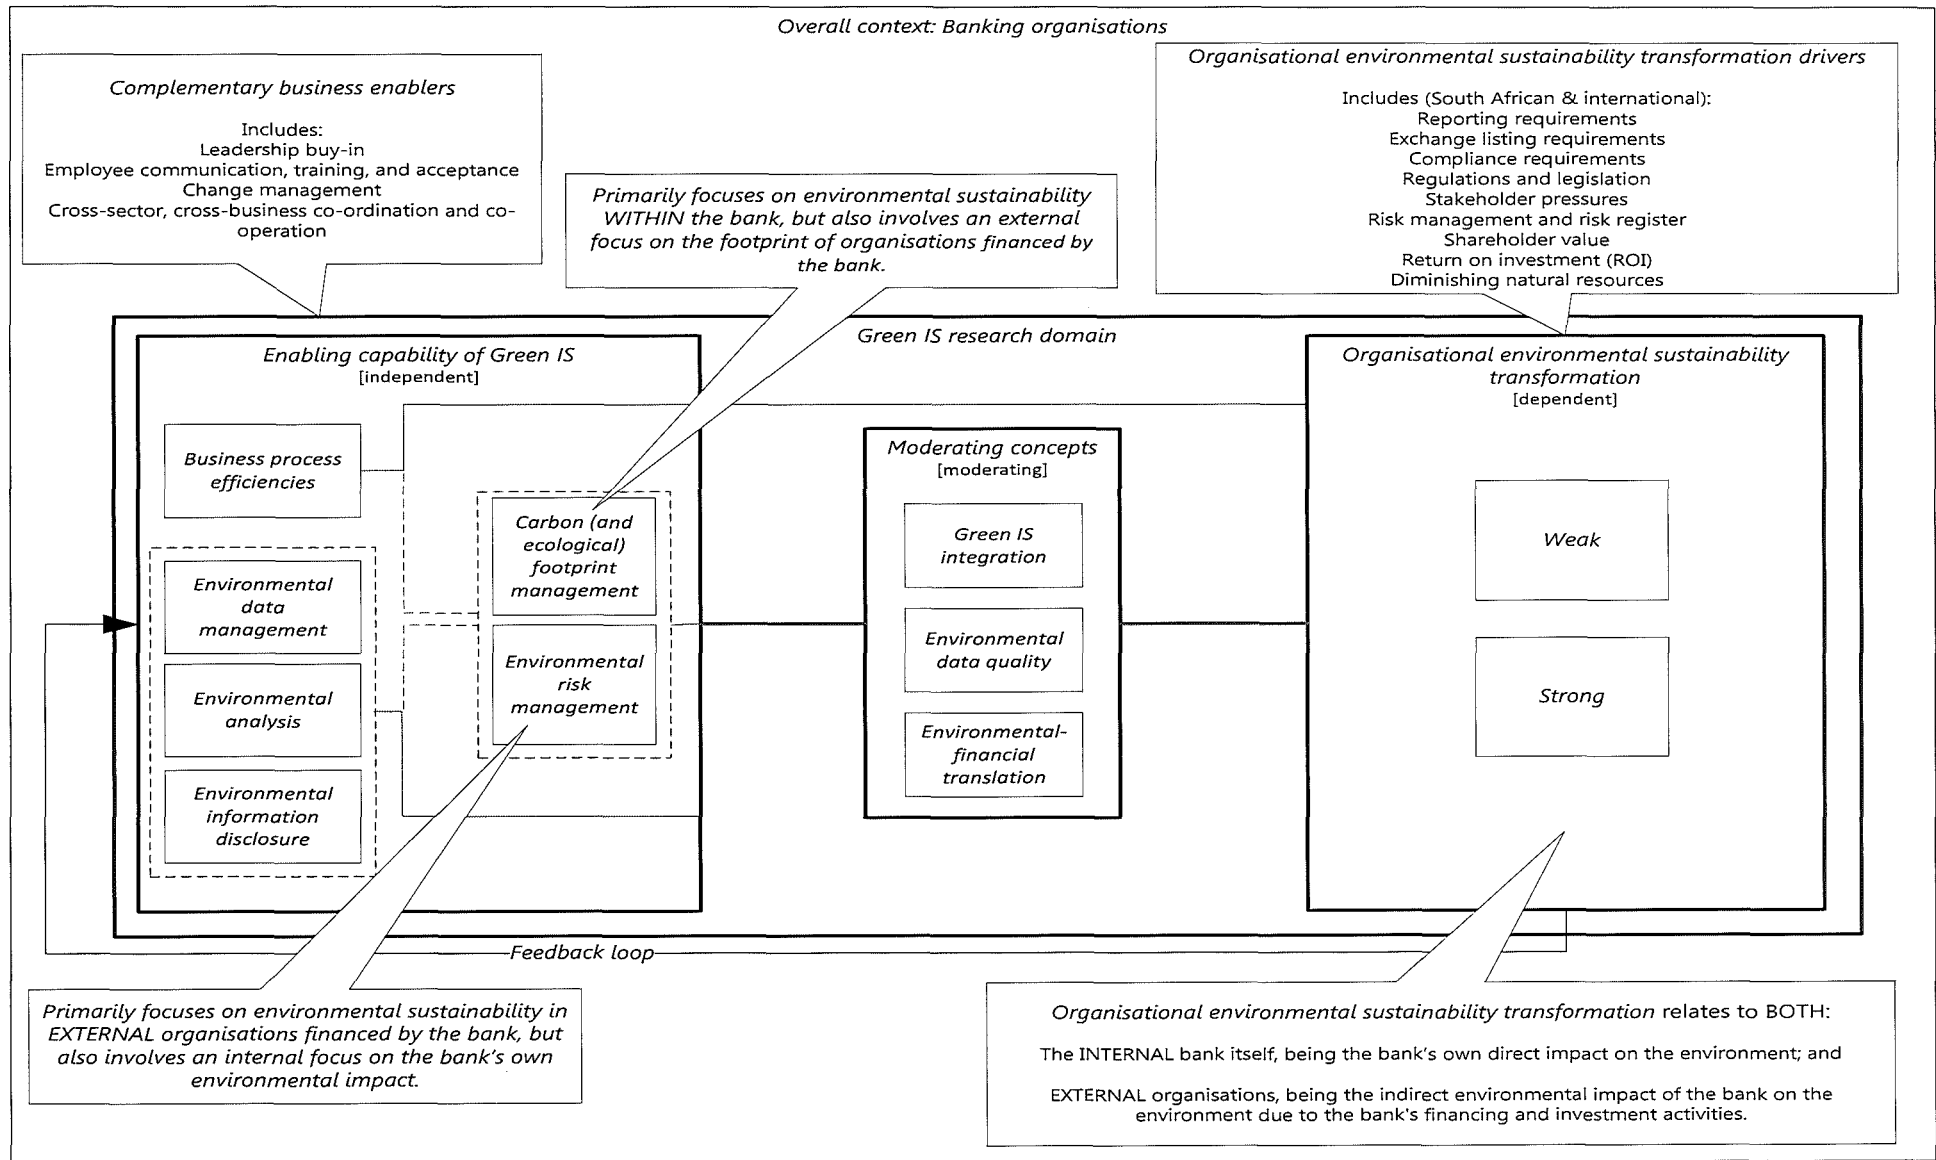 Overall context: Banking organisations
Complementary business enablers
Includes:
Leadership buy-in
Employee communication, training, and acceptance
Change management
Cross-sector, cross-business co-ordination and co-
operation
Primarily focuses on environmental sustainability
WITHIN the bank, but also involves an external
focus on the footprint of organisations financed by
the bank.
Organisational environmental sustainability transformation drivers
Includes (South African & international):
Reporting requirements
Exchange listing requirements
Compliance requirements
Regulations and legislation
Stakeholder pressures
Risk management and risk register
Shareholder value
Return on investment (ROI)
Diminishing natural resources
Green IS research domain
Enabling capability of Green IS
[independent]
Business process
efficiencies
Environmental
data
management
Environmental
analysis
Environmental
information
disclosure
Carbon (and
ecological)
footprint
management
Environmental
risk
management
Moderating concepts
[moderating]
Green IS
integration
Environmental
data quality
Environmental-
financial
translation
Organisational environmental sustainability
transformation
[dependent]
Weak
Strong
Feedback loop
Primarily focuses on environmental sustainability in
EXTERNAL organisations financed by the bank, but
also involves an internal focus on the bank's own
environmental impact.
Organisational environmental sustainability transformation relates to BOTH:
The INTERNAL bank itself, being the bank's own direct impact on the environment; and
EXTERNAL organisations, being the indirect environmental impact of the bank on the
environment due to the bank's financing and investment activities.